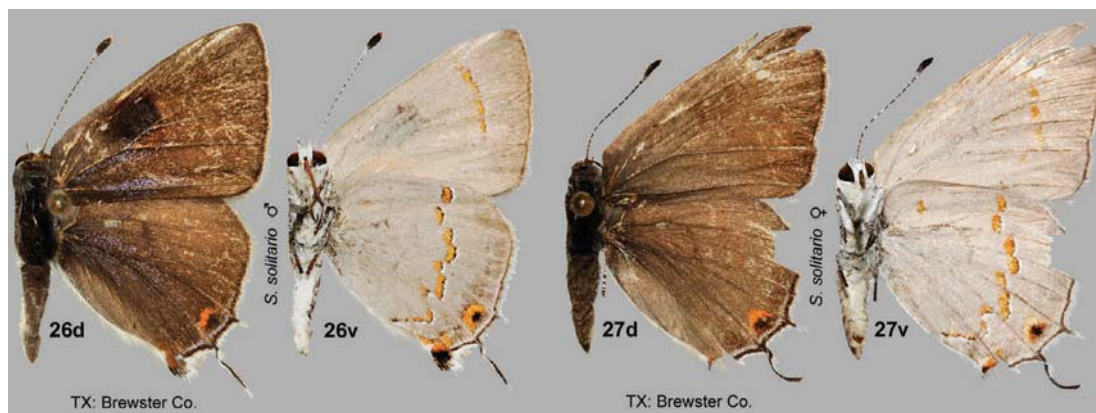 S. solitario ♂
26d
26v
TX: Brewster Co.
S. solitario ♀
27d
27v
TX: Brewster Co.